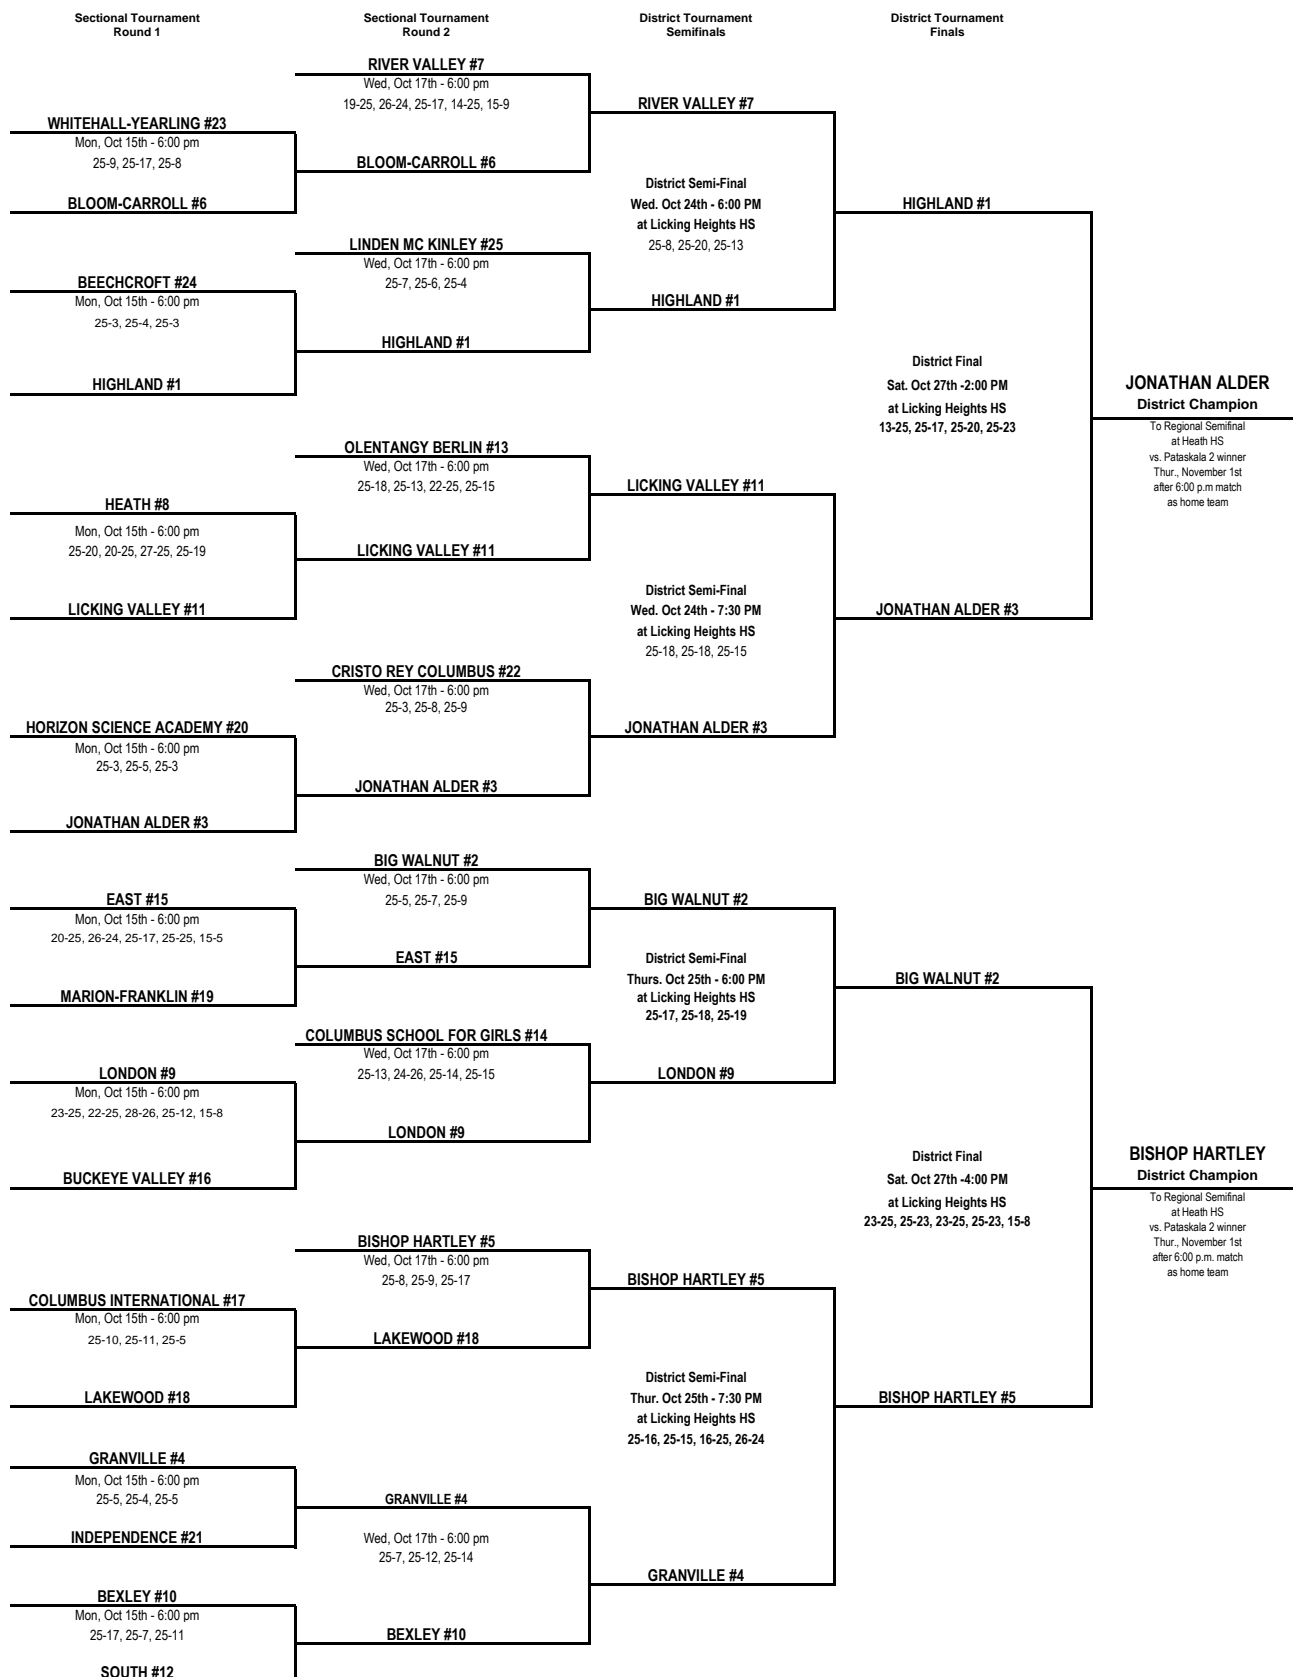 Sectional Tournament
Round 1
Sectional Tournament
Round 2
District Tournament
Semifinals
District Tournament
Finals
WHITEHALL-YEARLING #23
Mon, Oct 15th - 6:00 pm
25-9, 25-17, 25-8
BLOOM-CARROLL #6
BEECHCROFT #24
Mon, Oct 15th - 6:00 pm
25-3, 25-4, 25-3
HIGHLAND #1
HEATH #8
Mon, Oct 15th - 6:00 pm
25-20, 20-25, 27-25, 25-19
LICKING VALLEY #11
HORIZON SCIENCE ACADEMY #20
Mon, Oct 15th - 6:00 pm
25-3, 25-5, 25-3
JONATHAN ALDER #3
EAST #15
Mon, Oct 15th - 6:00 pm
20-25, 26-24, 25-17, 25-25, 15-5
MARION-FRANKLIN #19
LONDON #9
Mon, Oct 15th - 6:00 pm
23-25, 22-25, 28-26, 25-12, 15-8
BUCKEYE VALLEY #16
COLUMBUS INTERNATIONAL #17
Mon, Oct 15th - 6:00 pm
25-10, 25-11, 25-5
LAKEWOOD #18
GRANVILLE #4
Mon, Oct 15th - 6:00 pm
25-5, 25-4, 25-5
INDEPENDENCE #21
BEXLEY #10
Mon, Oct 15th - 6:00 pm
25-17, 25-7, 25-11
SOUTH #12
RIVER VALLEY #7
Wed, Oct 17th - 6:00 pm
19-25, 26-24, 25-17, 14-25, 15-9
BLOOM-CARROLL #6
LINDEN MC KINLEY #25
Wed, Oct 17th - 6:00 pm
25-7, 25-6, 25-4
HIGHLAND #1
OLENTANGY BERLIN #13
Wed, Oct 17th - 6:00 pm
25-18, 25-13, 22-25, 25-15
LICKING VALLEY #11
CRISTO REY COLUMBUS #22
Wed, Oct 17th - 6:00 pm
25-3, 25-8, 25-9
JONATHAN ALDER #3
BIG WALNUT #2
Wed, Oct 17th - 6:00 pm
25-5, 25-7, 25-9
EAST #15
COLUMBUS SCHOOL FOR GIRLS #14
Wed, Oct 17th - 6:00 pm
25-13, 24-26, 25-14, 25-15
LONDON #9
BISHOP HARTLEY #5
Wed, Oct 17th - 6:00 pm
25-8, 25-9, 25-17
LAKEWOOD #18
GRANVILLE #4
Wed, Oct 17th - 6:00 pm
25-7, 25-12, 25-14
BEXLEY #10
RIVER VALLEY #7
District Semi-Final
Wed. Oct 24th - 6:00 PM
at Licking Heights HS
25-8, 25-20, 25-13
HIGHLAND #1
LICKING VALLEY #11
District Semi-Final
Wed. Oct 24th - 7:30 PM
at Licking Heights HS
25-18, 25-18, 25-15
JONATHAN ALDER #3
BIG WALNUT #2
District Semi-Final
Thurs. Oct 25th - 6:00 PM
at Licking Heights HS
25-17, 25-18, 25-19
LONDON #9
BISHOP HARTLEY #5
District Semi-Final
Thur. Oct 25th - 7:30 PM
at Licking Heights HS
25-16, 25-15, 16-25, 26-24
GRANVILLE #4
HIGHLAND #1
District Final
Sat. Oct 27th -2:00 PM
at Licking Heights HS
13-25, 25-17, 25-20, 25-23
JONATHAN ALDER #3
BIG WALNUT #2
District Final
Sat. Oct 27th -4:00 PM
at Licking Heights HS
23-25, 25-23, 23-25, 25-23, 15-8
BISHOP HARTLEY #5
JONATHAN ALDER
District Champion
To Regional Semifinal
at Heath HS
vs. Pataskala 2 winner
Thur., November 1st
after 6:00 p.m match
as home team
BISHOP HARTLEY
District Champion
To Regional Semifinal
at Heath HS
vs. Pataskala 2 winner
Thur., November 1st
after 6:00 p.m. match
as home team